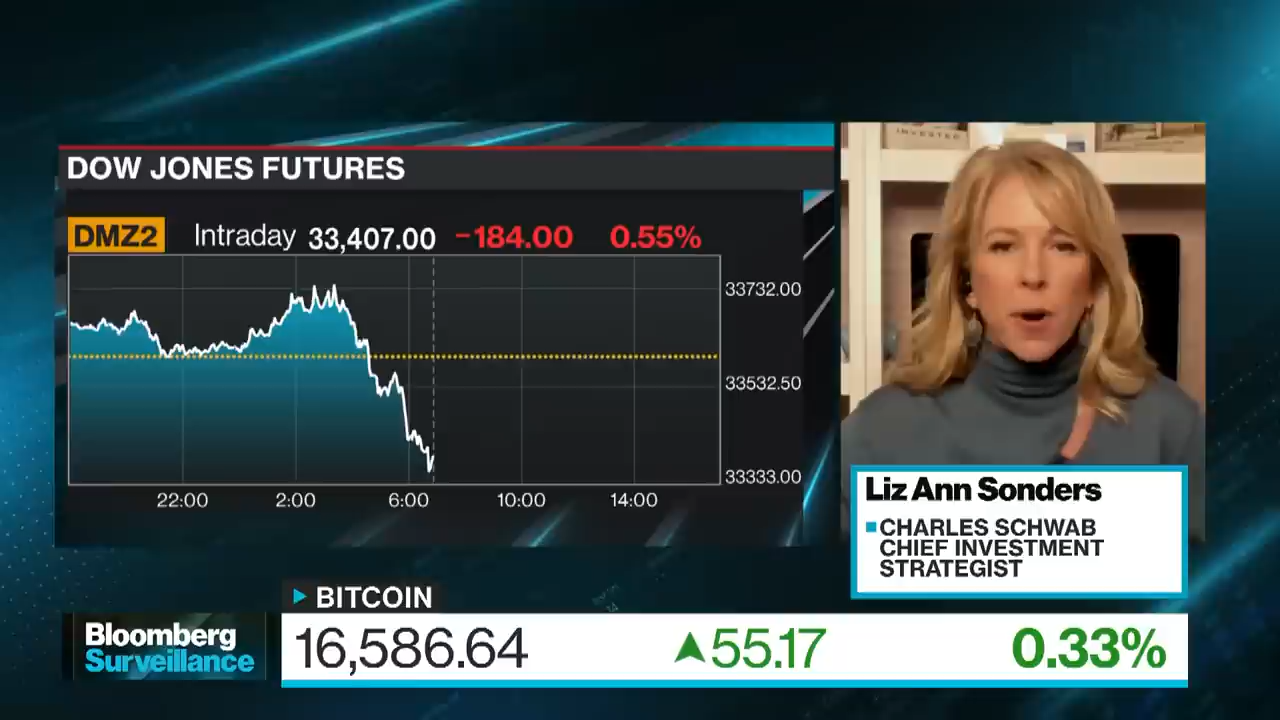 INVESTED
DOW JONES FUTURES
DMZ2 Intraday 33,407.00 -184.00 0.55%
33732.00
33532.50
33333.00
22:00 2:00 6:00 10:00 14:00
Liz Ann Sonders
CHARLES SCHWAB
CHIEF INVESTMENT
STRATEGIST
BITCOIN
Bloomberg
Surveillance
16,586.64 ▲55.17 0.33%